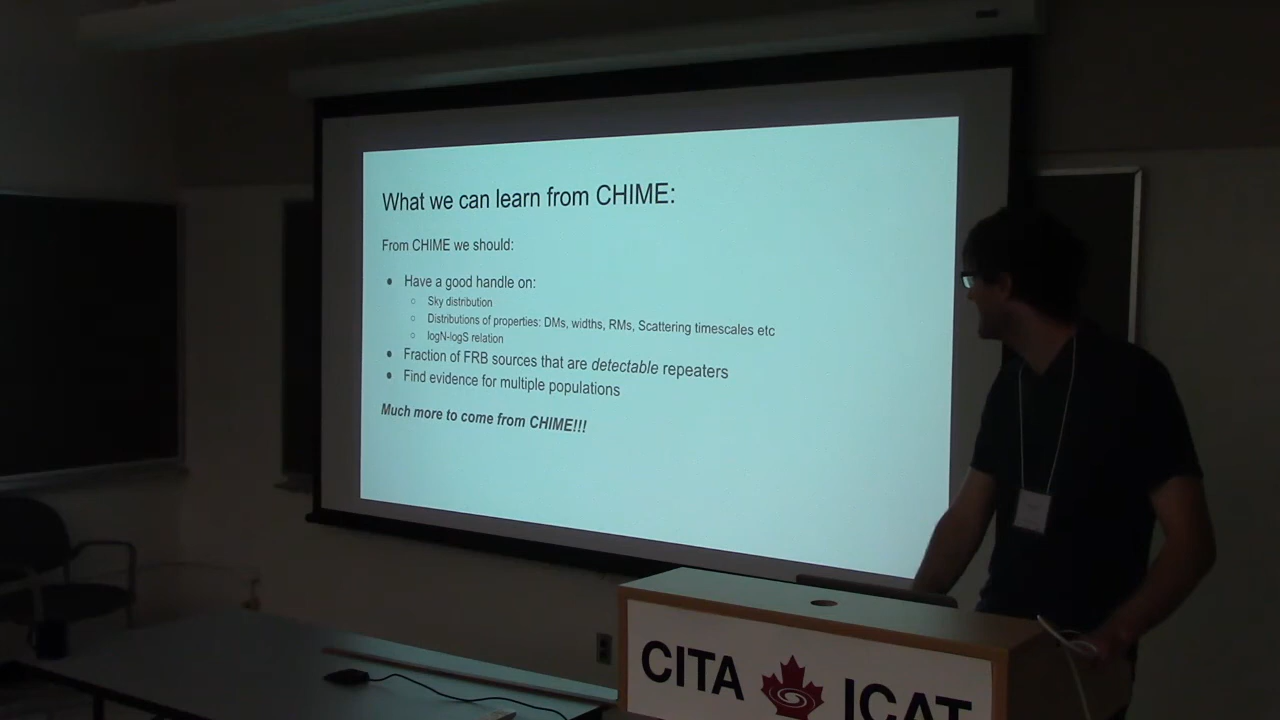 What we can learn from CHIME:
From CHIME we should:
● Have a good handle on:
○ Sky distribution
○ Distributions of properties: DMs, widths, RMs, Scattering timescales etc
○ logN-logS relation
● Fraction of FRB sources that are detectable repeaters
● Find evidence for multiple populations
Much more to come from CHIME!!!
CITA ICAT